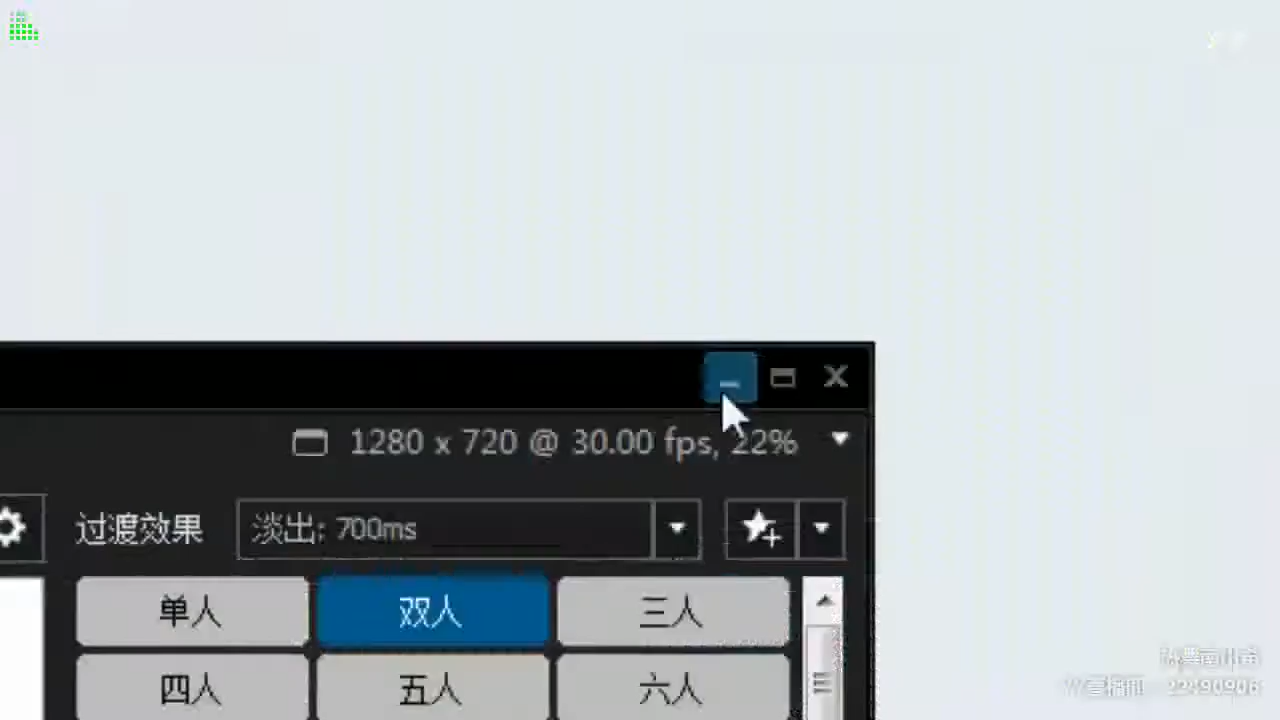 1280 x 720 @ 30.00 fps, 22%
过渡效果 淡出: 700ms
单人 双人 三人
四人 五人 六人
22490906